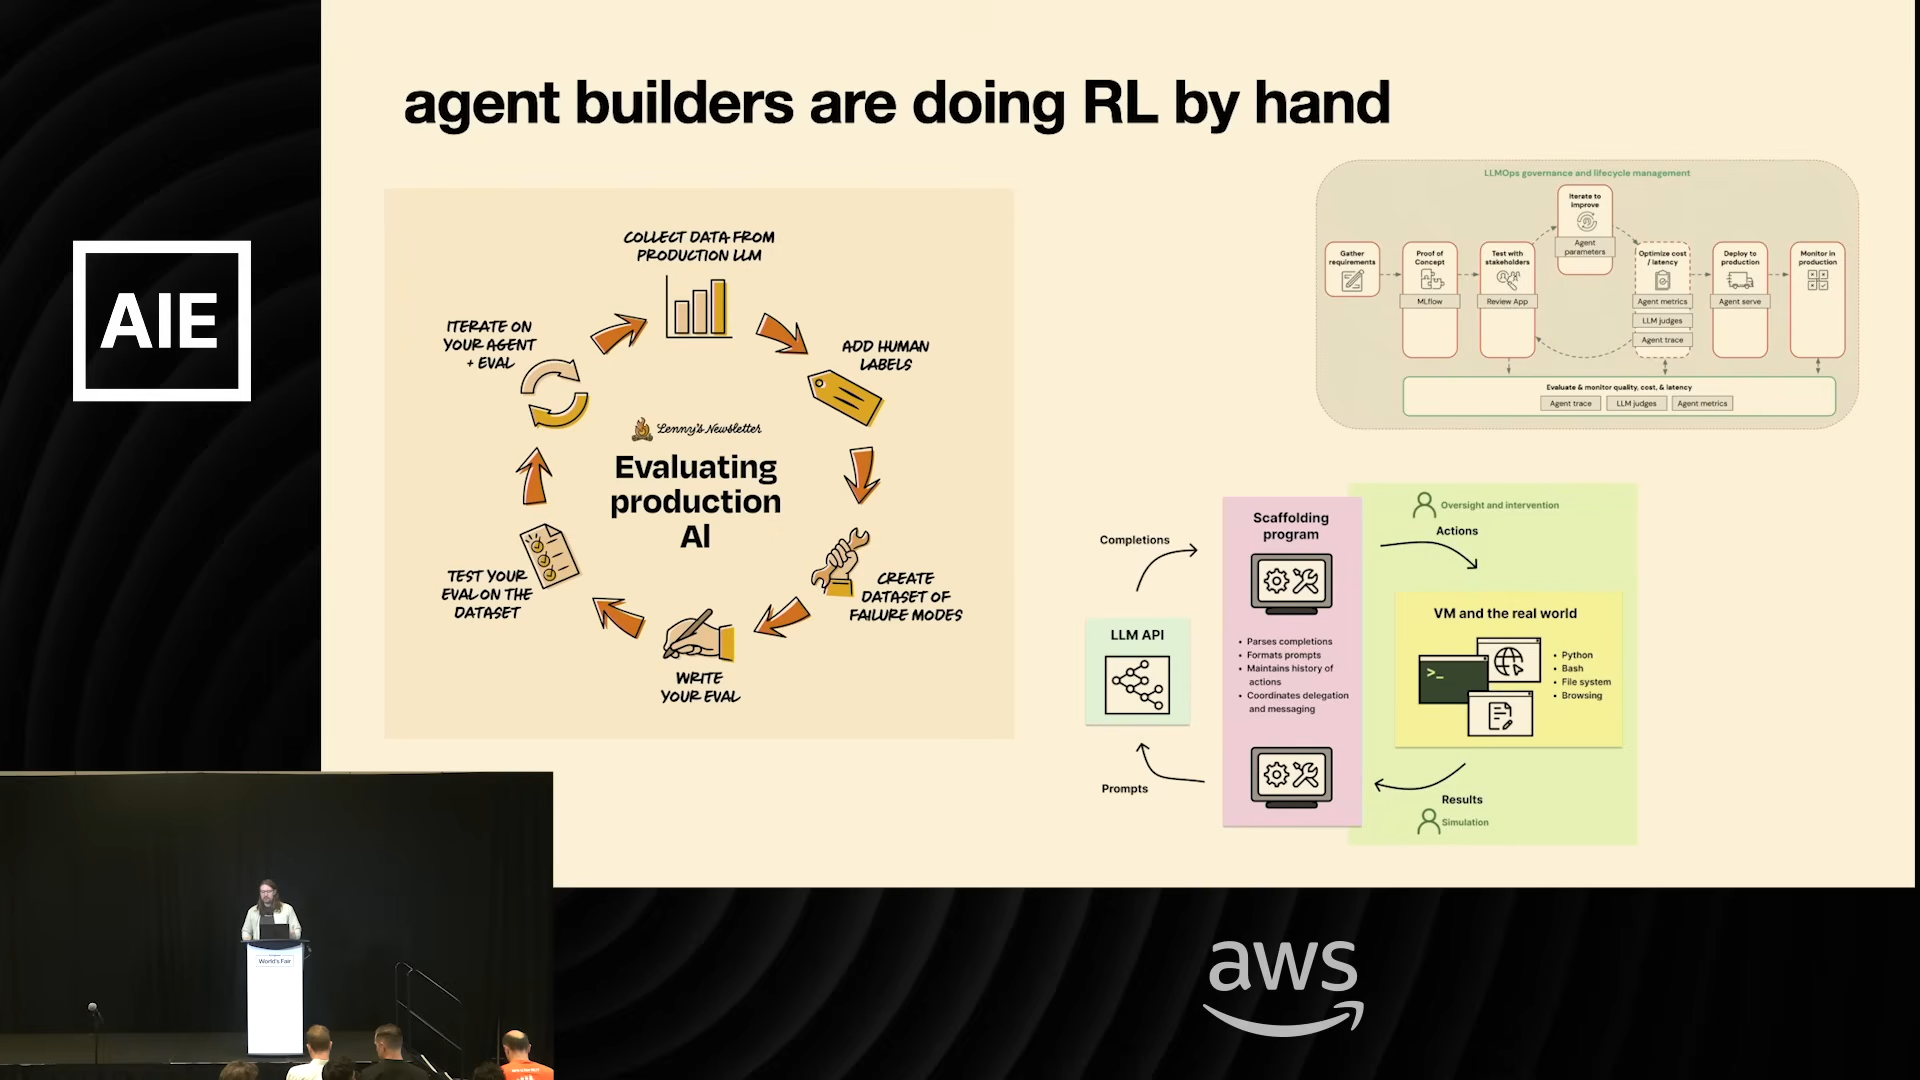 agent builders are doing RL by hand
AIE
COLLECT DATA FROM
PRODUCTION LLM
ADD HUMAN
LABELS
CREATE
DATASET OF
FAILURE MODES
WRITE
YOUR EVAL
TEST YOUR
EVAL ON THE
DATASET
ITERATE ON
YOUR AGENT
+ EVAL
Lenny's Newsletter
Evaluating
production
AI
LLMOps governance and lifecycle management
Gather
requirements
Proof of
Concept
MLflow
Test with
stakeholders
Review App
Iterate to
improve
Agent
parameters
Optimize cost
/ latency
Agent metrics
LLM judges
Agent trace
Deploy to
production
Agent serve
Monitor in
production
Evaluate & monitor quality, cost, & latency
Agent trace
LLM judges
Agent metrics
Completions
LLM API
Prompts
Scaffolding
program
• Parses completions
• Formats prompts
• Maintains history of
actions
• Coordinates delegation
and messaging
Oversight and intervention
Actions
VM and the real world
>_
• Python
• Bash
• File system
• Browsing
Results
Simulation
World's Fair
aws